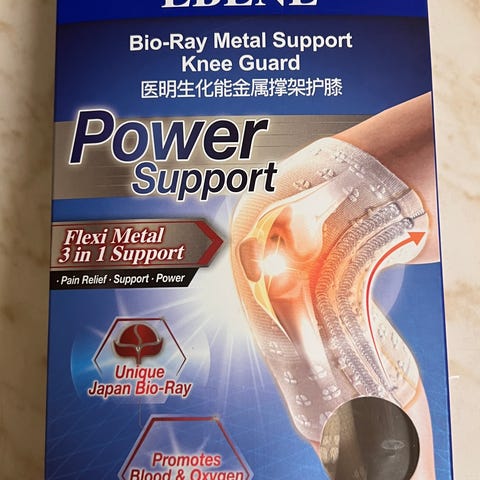 EBENE
Bio-Ray Metal Support
Knee Guard
医明生化能金属撑架护膝
Power
Support
Flexi Metal
3 in 1 Support
· Pain Relief · Support · Power
Unique
Japan Bio-Ray
Promotes
Blood & Oxygen